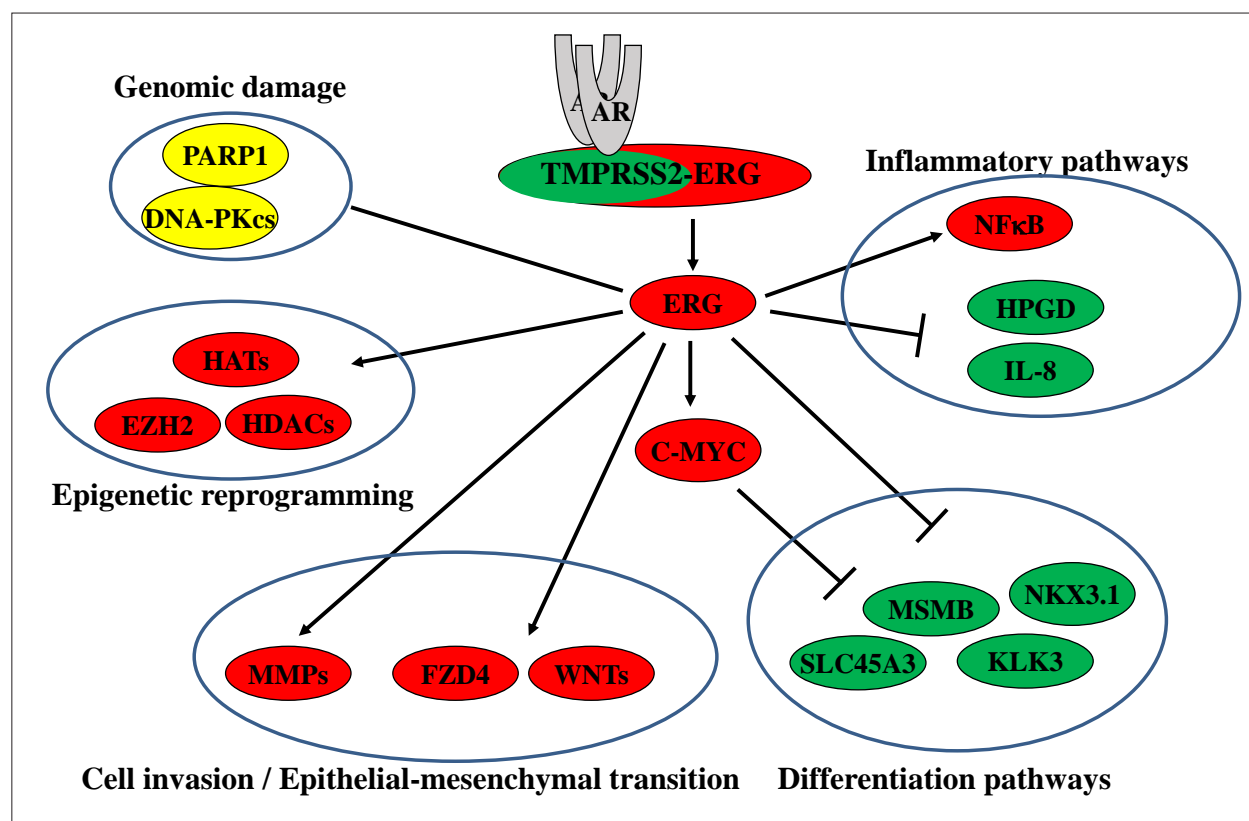 Genomic damage
PARP1
DNA-PKcs
AR
TMPRSS2-ERG
Inflammatory pathways
NFκB
HPGD
IL-8
ERG
HATs
EZH2
HDACs
Epigenetic reprogramming
C-MYC
MMPs
FZD4
WNTs
Cell invasion / Epithelial-mesenchymal transition
MSMB
NKX3.1
SLC45A3
KLK3
Differentiation pathways